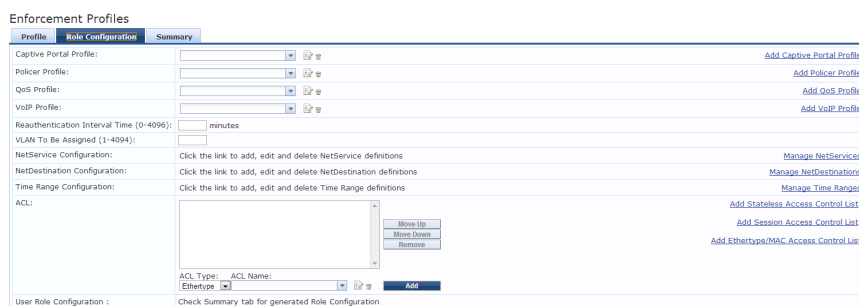 Enforcement Profiles
Profile Role Configuration Summary
Captive Portal Profile: Add Captive Portal Profile
Policer Profile: Add Policer Profile
QoS Profile: Add QoS Profile
VoIP Profile: Add VoIP Profile
Reauthentication Interval Time (0-4096): minutes
VLAN To Be Assigned (1-4094):
NetService Configuration: Click the link to add, edit and delete NetService definitions Manage NetServices
NetDestination Configuration: Click the link to add, edit and delete NetDestination definitions Manage NetDestinations
Time Range Configuration: Click the link to add, edit and delete Time Range definitions Manage Time Ranges
ACL: Add Stateless Access Control List
Move Up Add Session Access Control List
Move Down
Remove Add Ethertype/MAC Access Control List
ACL Type: ACL Name:
Ethertype Add
User Role Configuration : Check Summary tab for generated Role Configuration